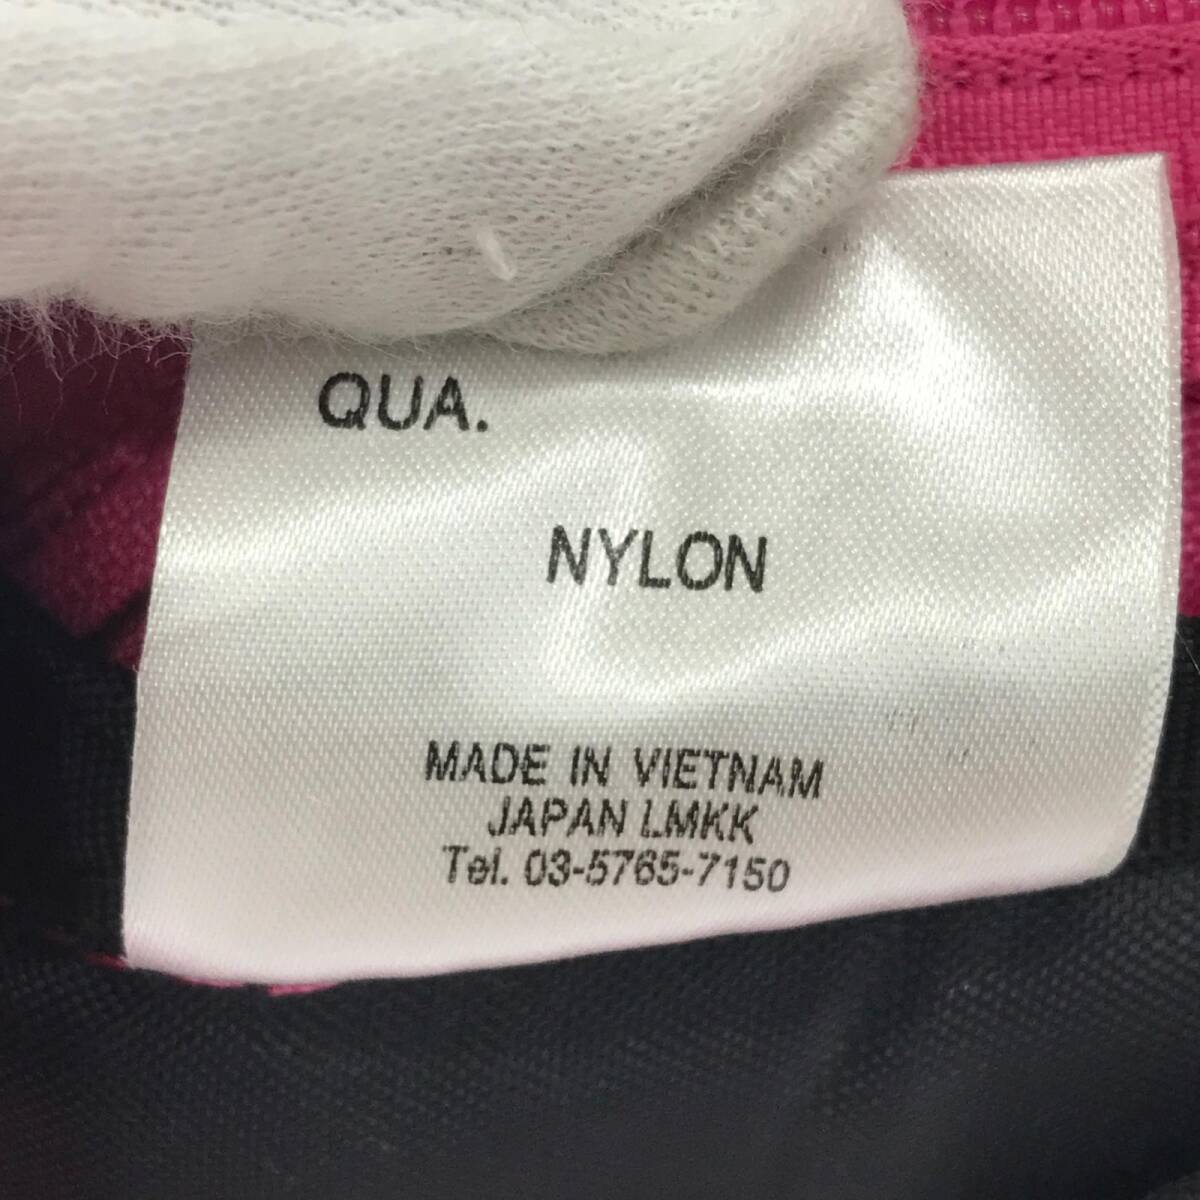 QUA.
NYLON
MADE IN VIETNAM
JAPAN LMKK
Tel. 03-5765-7150